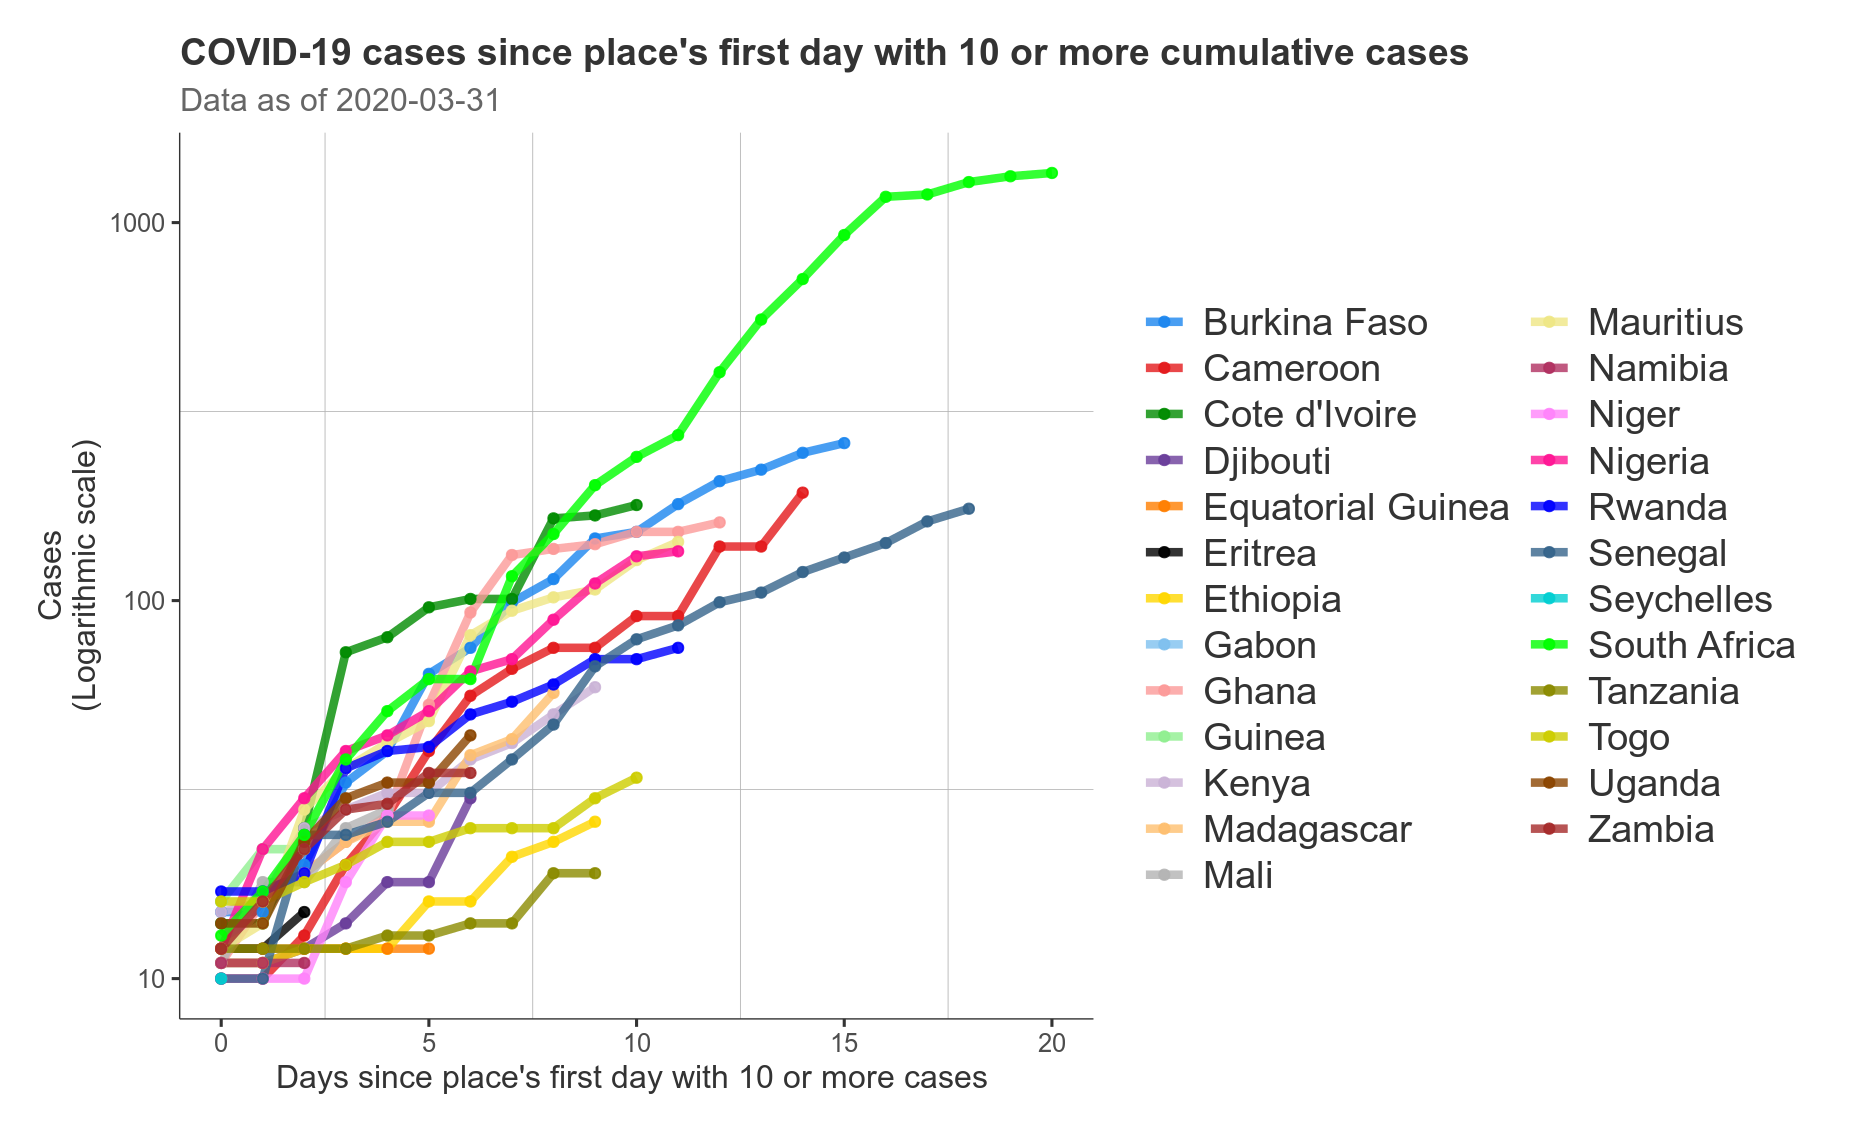 COVID-19 cases since place's first day with 10 or more cumulative cases
Data as of 2020-03-31
Cases
(Logarithmic scale)
1000
100
10
0
5
10
15
20
Days since place's first day with 10 or more cases
Burkina Faso
Cameroon
Cote d'Ivoire
Djibouti
Equatorial Guinea
Eritrea
Ethiopia
Gabon
Ghana
Guinea
Kenya
Madagascar
Mali
Mauritius
Namibia
Niger
Nigeria
Rwanda
Senegal
Seychelles
South Africa
Tanzania
Togo
Uganda
Zambia